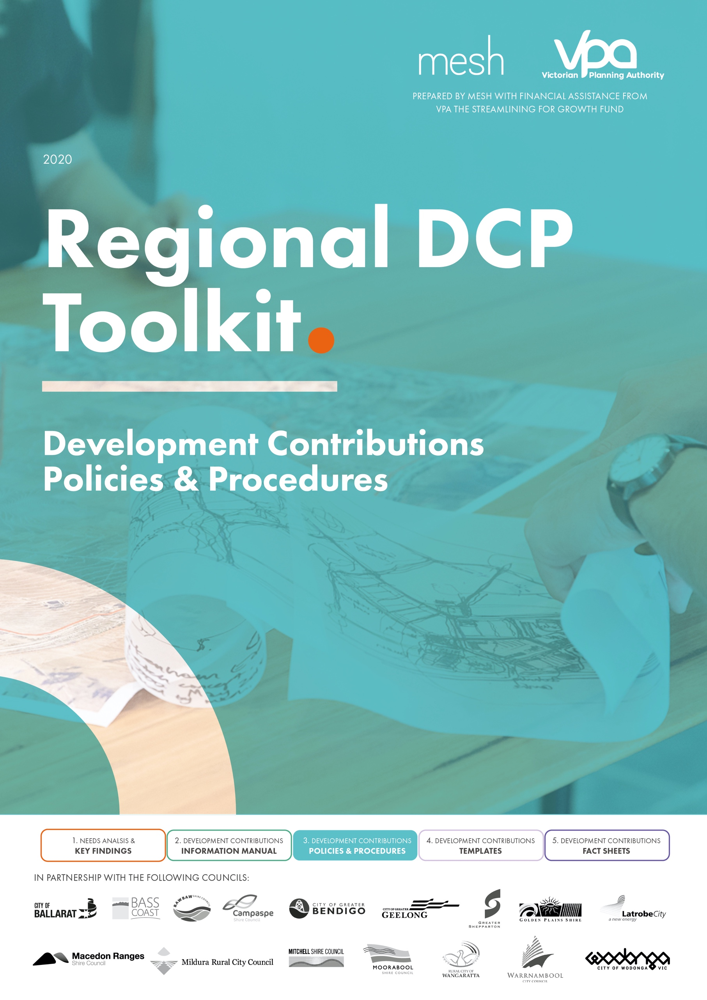 mesh
vpa
Victorian Planning Authority
PREPARED BY MESH WITH FINANCIAL ASSISTANCE FROM
VPA THE STREAMLINING FOR GROWTH FUND
2020
Regional DCP
Toolkit.
Development Contributions
Policies & Procedures
1. NEEDS ANALSIS &
KEY FINDINGS
2. DEVELOPMENT CONTRIBUTIONS
INFORMATION MANUAL
3. DEVELOPMENT CONTRIBUTIONS
POLICIES & PROCEDURES
4. DEVELOPMENT CONTRIBUTIONS
TEMPLATES
5. DEVELOPMENT CONTRIBUTIONS
FACT SHEETS
IN PARTNERSHIP WITH THE FOLLOWING COUNCILS:
CITY OF
BALLARAT
BASS
COAST
BAWBAW SHIRE COUNCIL
Campaspe
Shire Council
CITY OF GREATER
BENDIGO
CITY OF GREATER
GEELONG
GREATER
SHEPPARTON
GOLDEN PLAINS SHIRE
LatrobeCity
a new energy
Macedon Ranges
Shire Council
Mildura Rural City Council
MITCHELL SHIRE COUNCIL
MOORABOOL
SHIRE COUNCIL
RURAL CITY OF
WANGARATTA
WARRNAMBOOL
CITY COUNCIL
wodonga
CITY OF WODONGA VIC